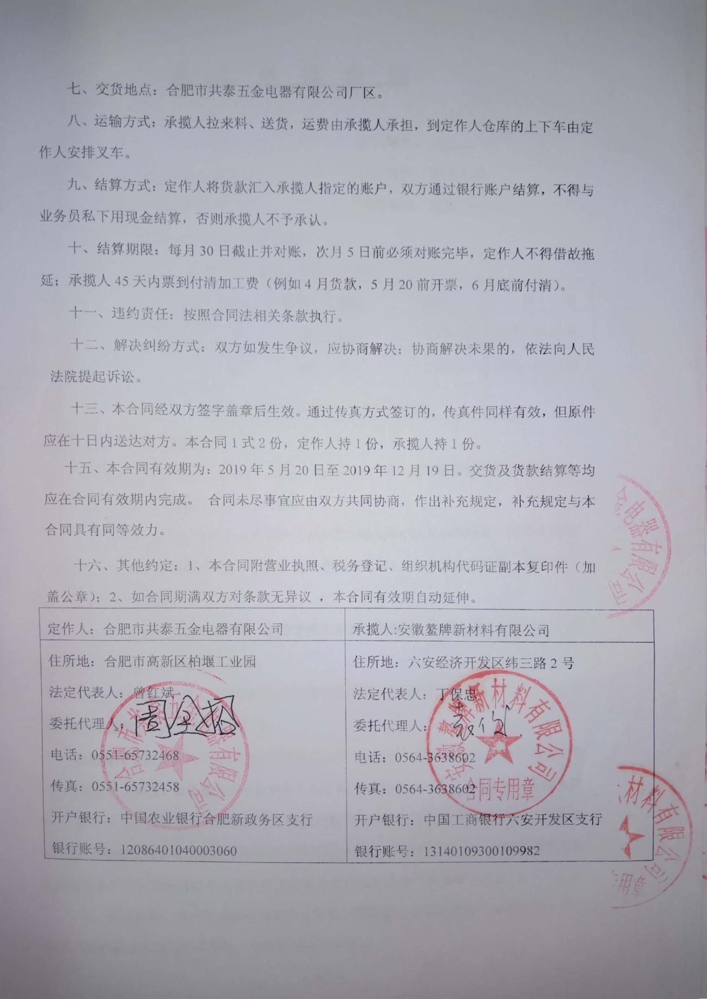 七、交货地点：合肥市共泰五金电器有限公司厂区。
八、运输方式：承揽人拉来料、送货，运费由承揽人承担，到定作人仓库的上下车由定
作人安排叉车。
九、结算方式：定作人将货款汇入承揽人指定的账户，双方通过银行账户结算，不得与
业务员私下用现金结算，否则承揽人不予承认。
十、结算期限：每月 30 日截止并对账，次月 5 日前必须对账完毕，定作人不得借故拖
延；承揽人 45 天内票到付清加工费（例如 4 月货款，5 月 20 前开票，6 月底前付清）。
十一、违约责任：按照合同法相关条款执行。
十二、解决纠纷方式：双方如发生争议，应协商解决；协商解决未果的，依法向人民
法院提起诉讼。
十三、本合同经双方签字盖章后生效。通过传真方式签订的，传真件同样有效，但原件
应在十日内送达对方。本合同 1 式 2 份，定作人持 1 份，承揽人持 1 份。
十五、本合同有效期为：2019 年 5 月 20 日至 2019 年 12 月 19 日。交货及货款结算等均
应在合同有效期内完成。 合同未尽事宜应由双方共同协商，作出补充规定，补充规定与本
合同具有同等效力。
金电器有限公司
十六、其他约定：1、本合同附营业执照、税务登记、组织机构代码证副本复印件（加
盖公章）；2、如合同期满双方对条款无异议 ，本合同有效期自动延伸。
定作人：合肥市共泰五金电器有限公司
住所地：合肥市高新区柏堰工业园
法定代表人：曾红斌
委托代理人：
电话：0551-65732468
传真：0551-65732458
开户银行：中国农业银行合肥新政务区支行
银行账号：12086401040003060
合肥市共泰五金电器有限公司
承揽人:安徽鳌牌新材料有限公司
住所地：六安经济开发区纬三路 2 号
法定代表人：丁保忠
委托代理人：
电话：0564-3638602
传真：0564-3638602
开户银行：中国工商银行六安开发区支行
银行账号：13140109300109982
安徽鳌牌新材料有限公司
合同专用章
材料有限公司
专用章